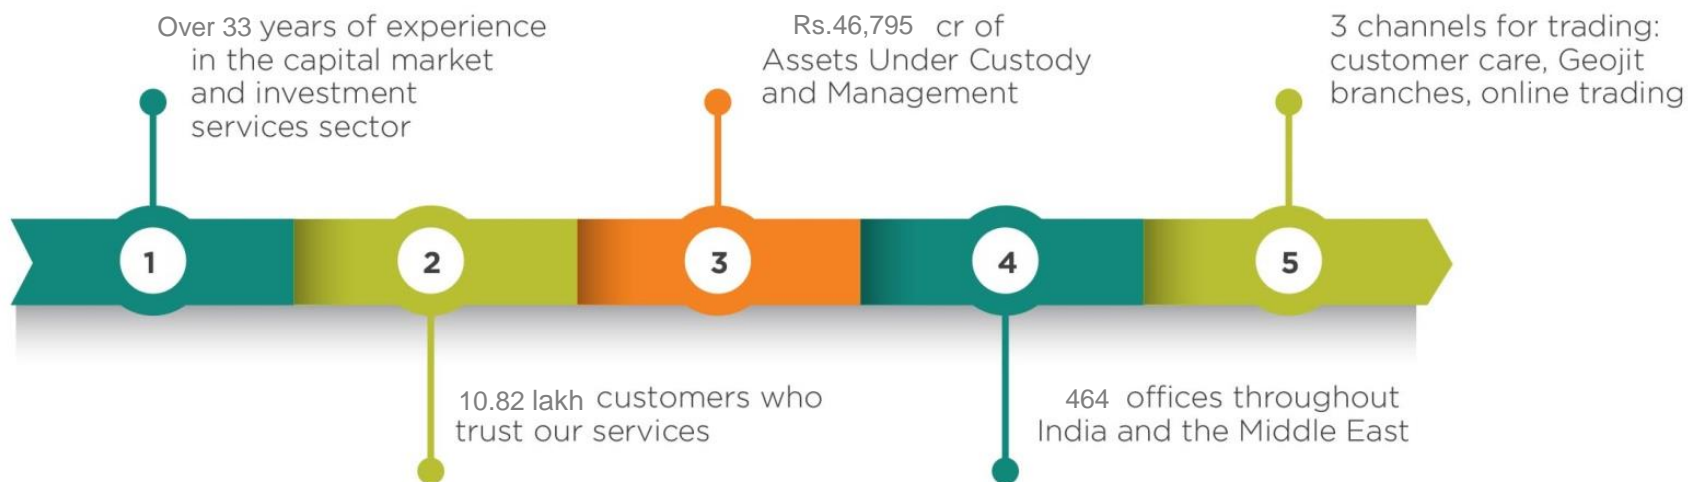 Over 33 years of experience
in the capital market
and investment
services sector
Rs.46,795 cr of
Assets Under Custody
and Management
3 channels for trading:
customer care, Geojit
branches, online trading
1
2
3
4
5
10.82 lakh customers who
trust our services
464 offices throughout
India and the Middle East